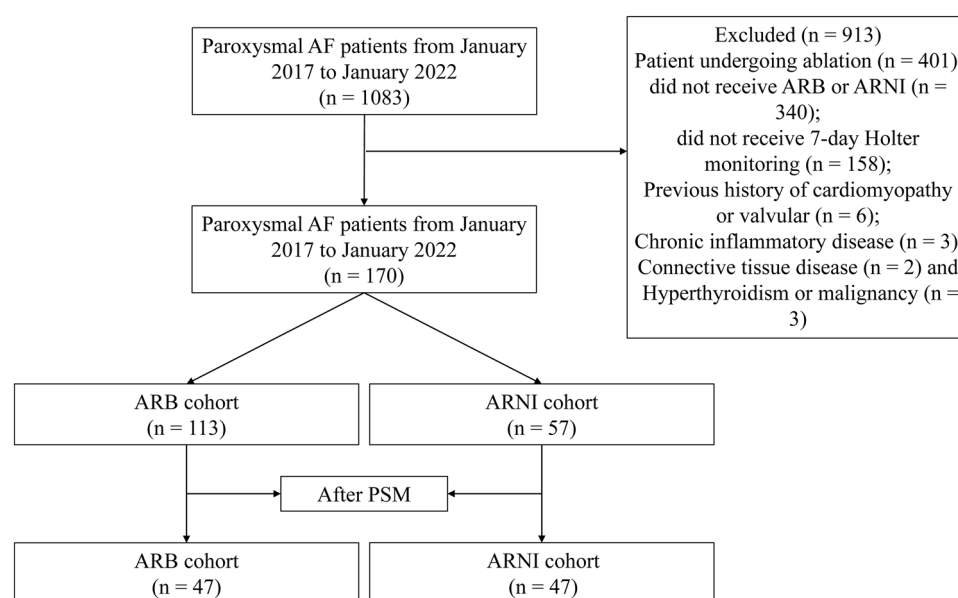 Paroxysmal AF patients from January
2017 to January 2022
(n = 1083)
Excluded (n = 913)
Patient undergoing ablation (n = 401)
did not receive ARB or ARNI (n =
340);
did not receive 7-day Holter
monitoring (n = 158);
Previous history of cardiomyopathy
or valvular (n = 6);
Chronic inflammatory disease (n = 3)
Connective tissue disease (n = 2) and
Hyperthyroidism or malignancy (n =
3)
Paroxysmal AF patients from January
2017 to January 2022
(n = 170)
ARB cohort
(n = 113)
ARNI cohort
(n = 57)
After PSM
ARB cohort
(n = 47)
ARNI cohort
(n = 47)